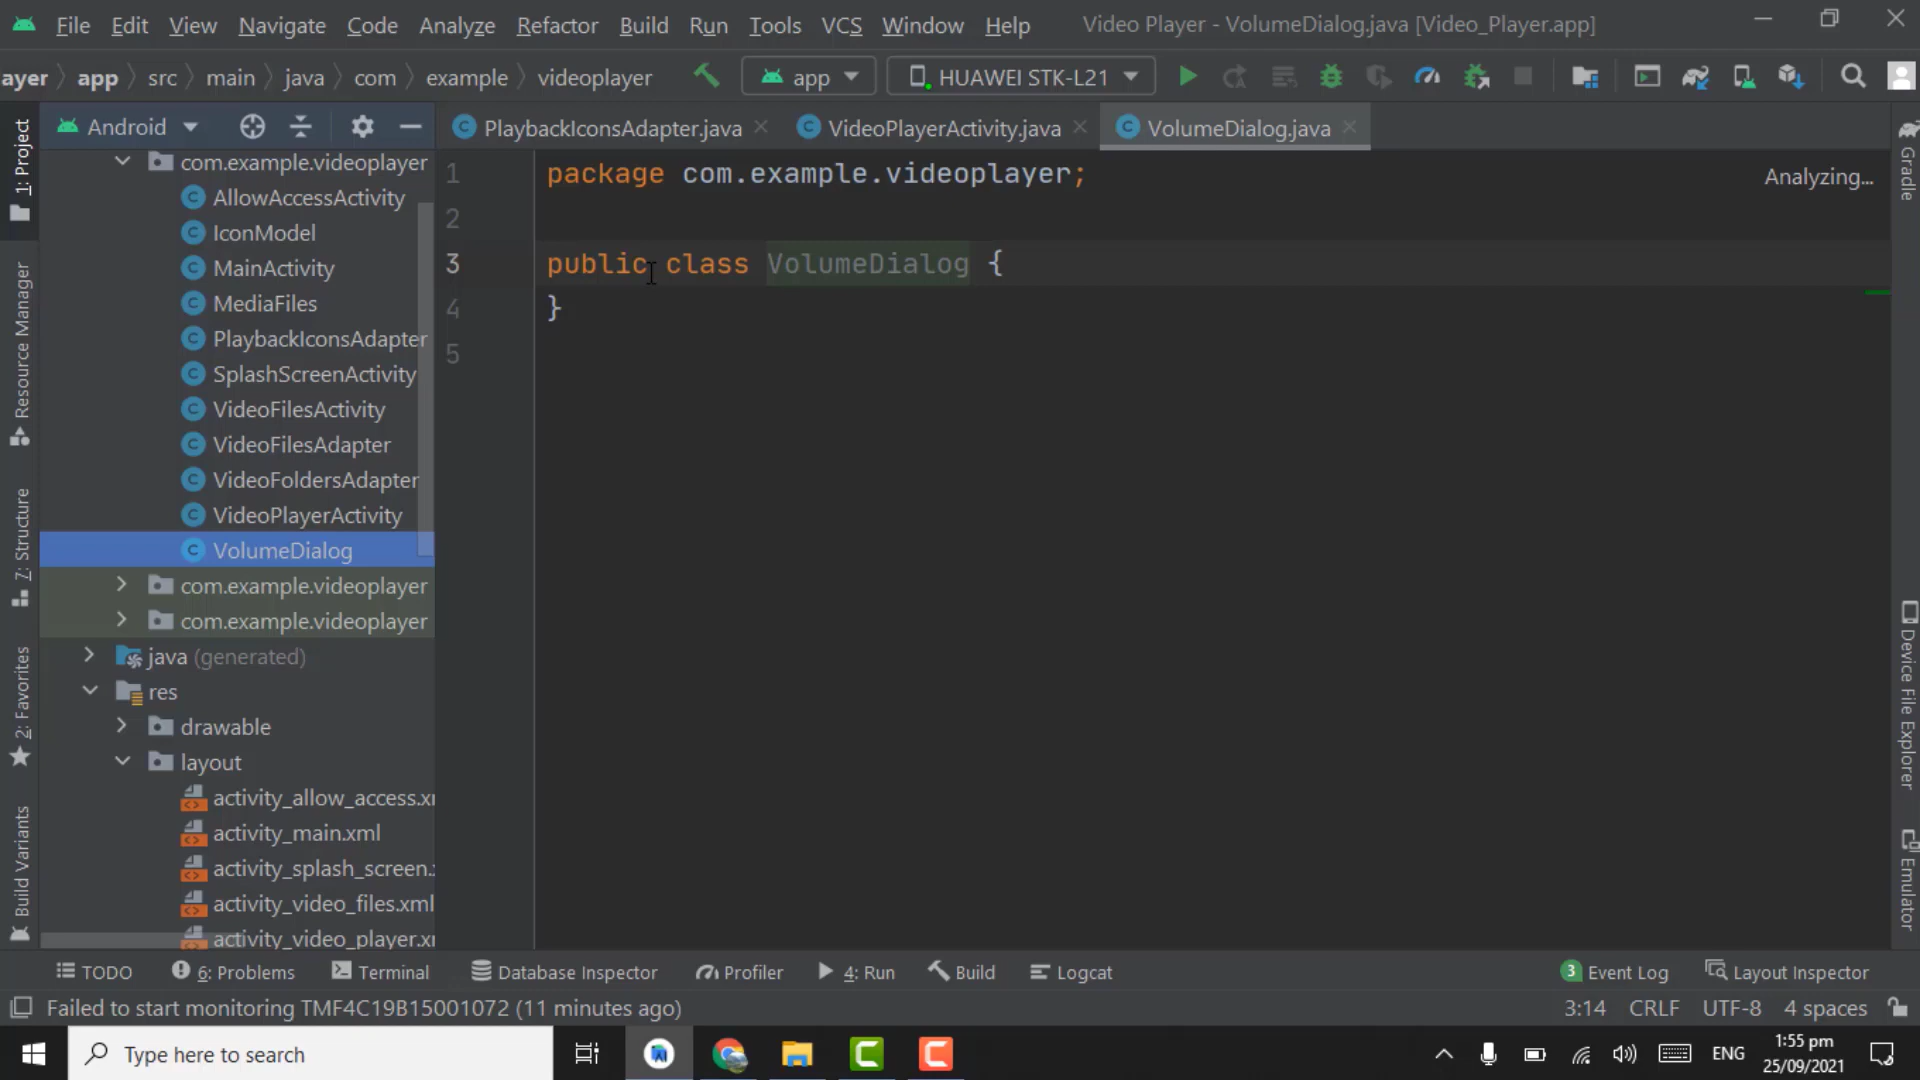 File Edit View Navigate Code Analyze Refactor Build Run Tools VCS Window Help Video Player - VolumeDialog.java [Video_Player.app]
ayer app src main java com example videoplayer app HUAWEI STK-L21
Android PlaybackIconsAdapter.java VideoPlayerActivity.java VolumeDialog.java
1: Project
Resource Manager
7: Structure
2: Favorites
Build Variants
com.example.videoplayer
AllowAccessActivity
IconModel
MainActivity
MediaFiles
PlaybackIconsAdapter
SplashScreenActivity
VideoFilesActivity
VideoFilesAdapter
VideoFoldersAdapter
VideoPlayerActivity
VolumeDialog
com.example.videoplayer
com.example.videoplayer
java (generated)
res
drawable
layout
activity_allow_access.xm
activity_main.xml
activity_splash_screen.
activity_video_files.xml
activity_video_player.xm
1 package com.example.videoplayer;
2
3 public class VolumeDialog {
4 }
5
Analyzing...
Gradle
Device File Explorer
Emulator
TODO 6: Problems Terminal Database Inspector Profiler 4: Run Build Logcat 3 Event Log Layout Inspector
Failed to start monitoring TMF4C19B15001072 (11 minutes ago) 3:14 CRLF UTF-8 4 spaces
Type here to search ENG 1:55 pm
25/09/2021